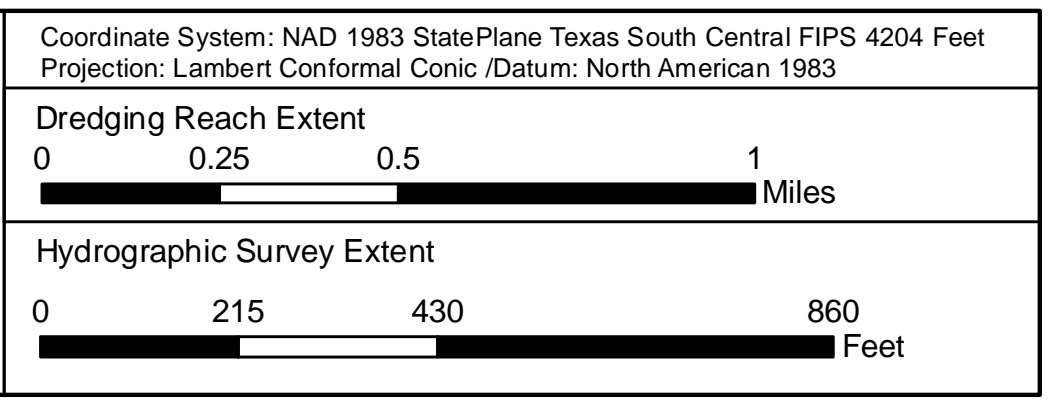 Coordinate System: NAD 1983 StatePlane Texas South Central FIPS 4204 Feet
Projection: Lambert Conformal Conic /Datum: North American 1983
Dredging Reach Extent
0 0.25 0.5 1
Miles
Hydrographic Survey Extent
0 215 430 860
Feet